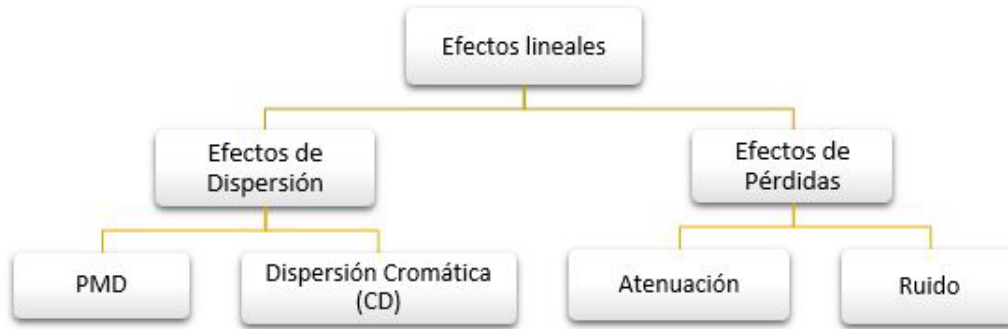 Efectos lineales
Efectos de
Dispersión
Efectos de
Pérdidas
PMD
Dispersión Cromática
(CD)
Atenuación
Ruido